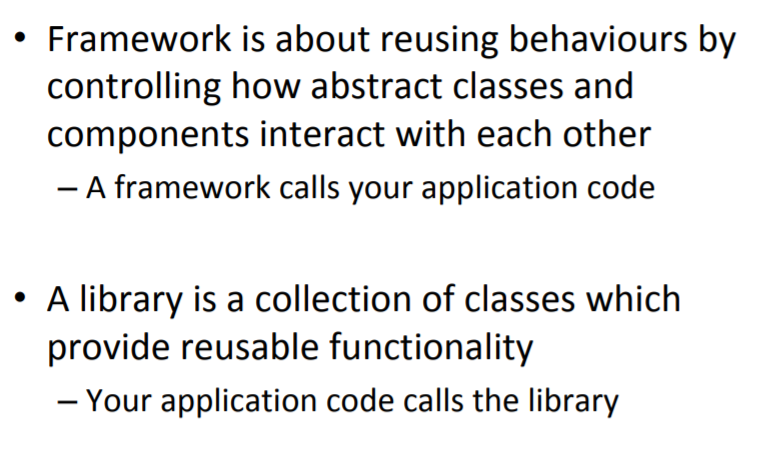 • Framework is about reusing behaviours by
controlling how abstract classes and
components interact with each other
– A framework calls your application code
• A library is a collection of classes which
provide reusable functionality
– Your application code calls the library